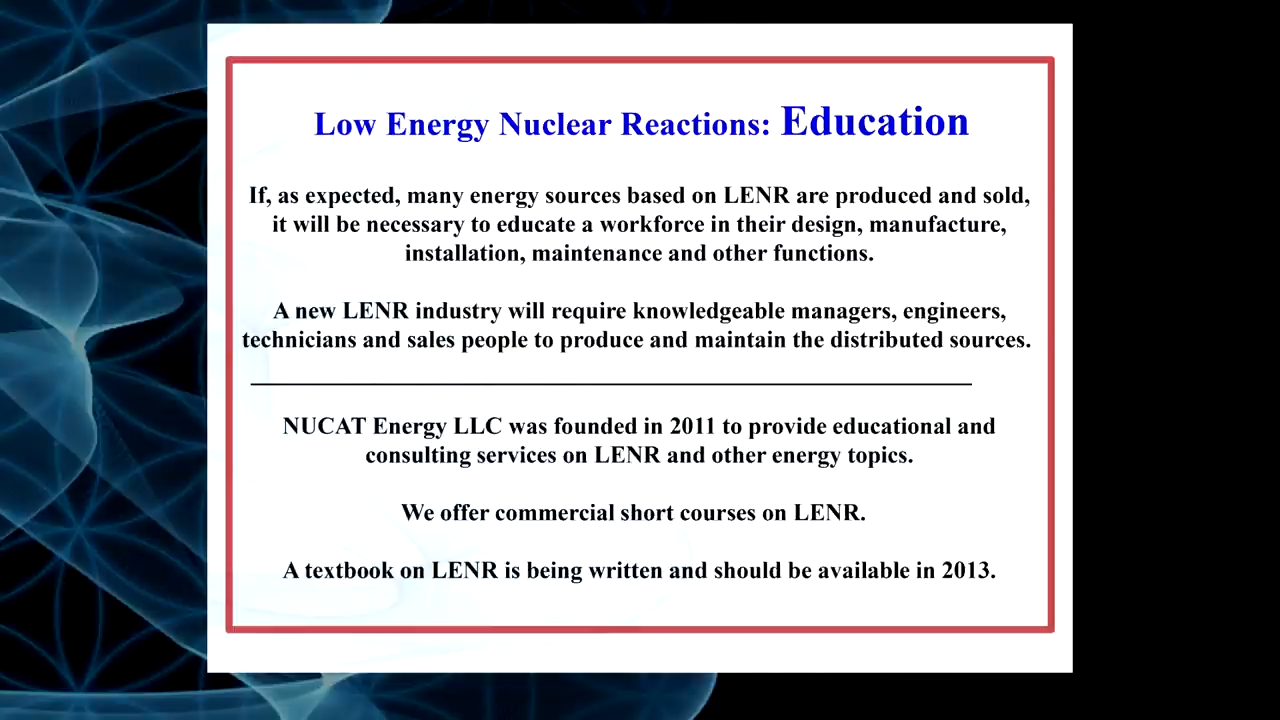 Low Energy Nuclear Reactions: Education
If, as expected, many energy sources based on LENR are produced and sold,
it will be necessary to educate a workforce in their design, manufacture,
installation, maintenance and other functions.
A new LENR industry will require knowledgeable managers, engineers,
technicians and sales people to produce and maintain the distributed sources.
NUCAT Energy LLC was founded in 2011 to provide educational and
consulting services on LENR and other energy topics.
We offer commercial short courses on LENR.
A textbook on LENR is being written and should be available in 2013.